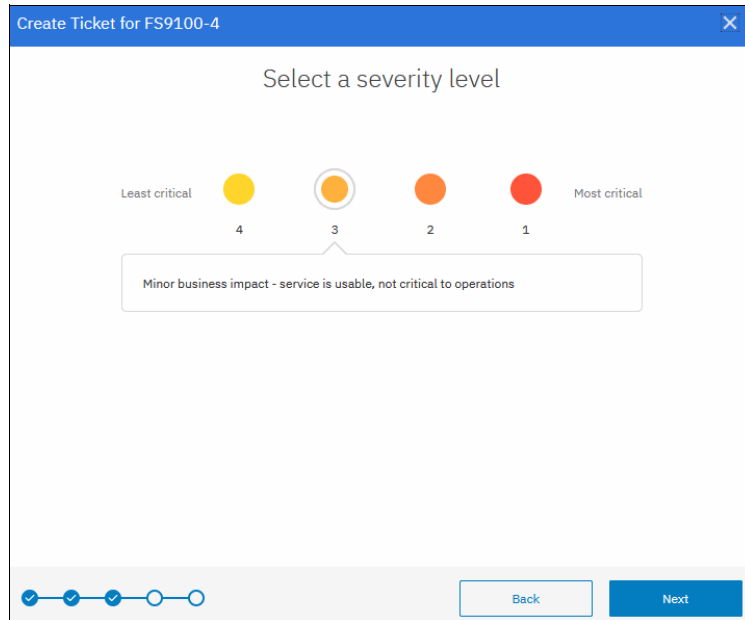 Create Ticket for FS9100-4
Select a severity level
Least critical
Most critical
4 3 2 1
Minor business impact - service is usable, not critical to operations
Back Next